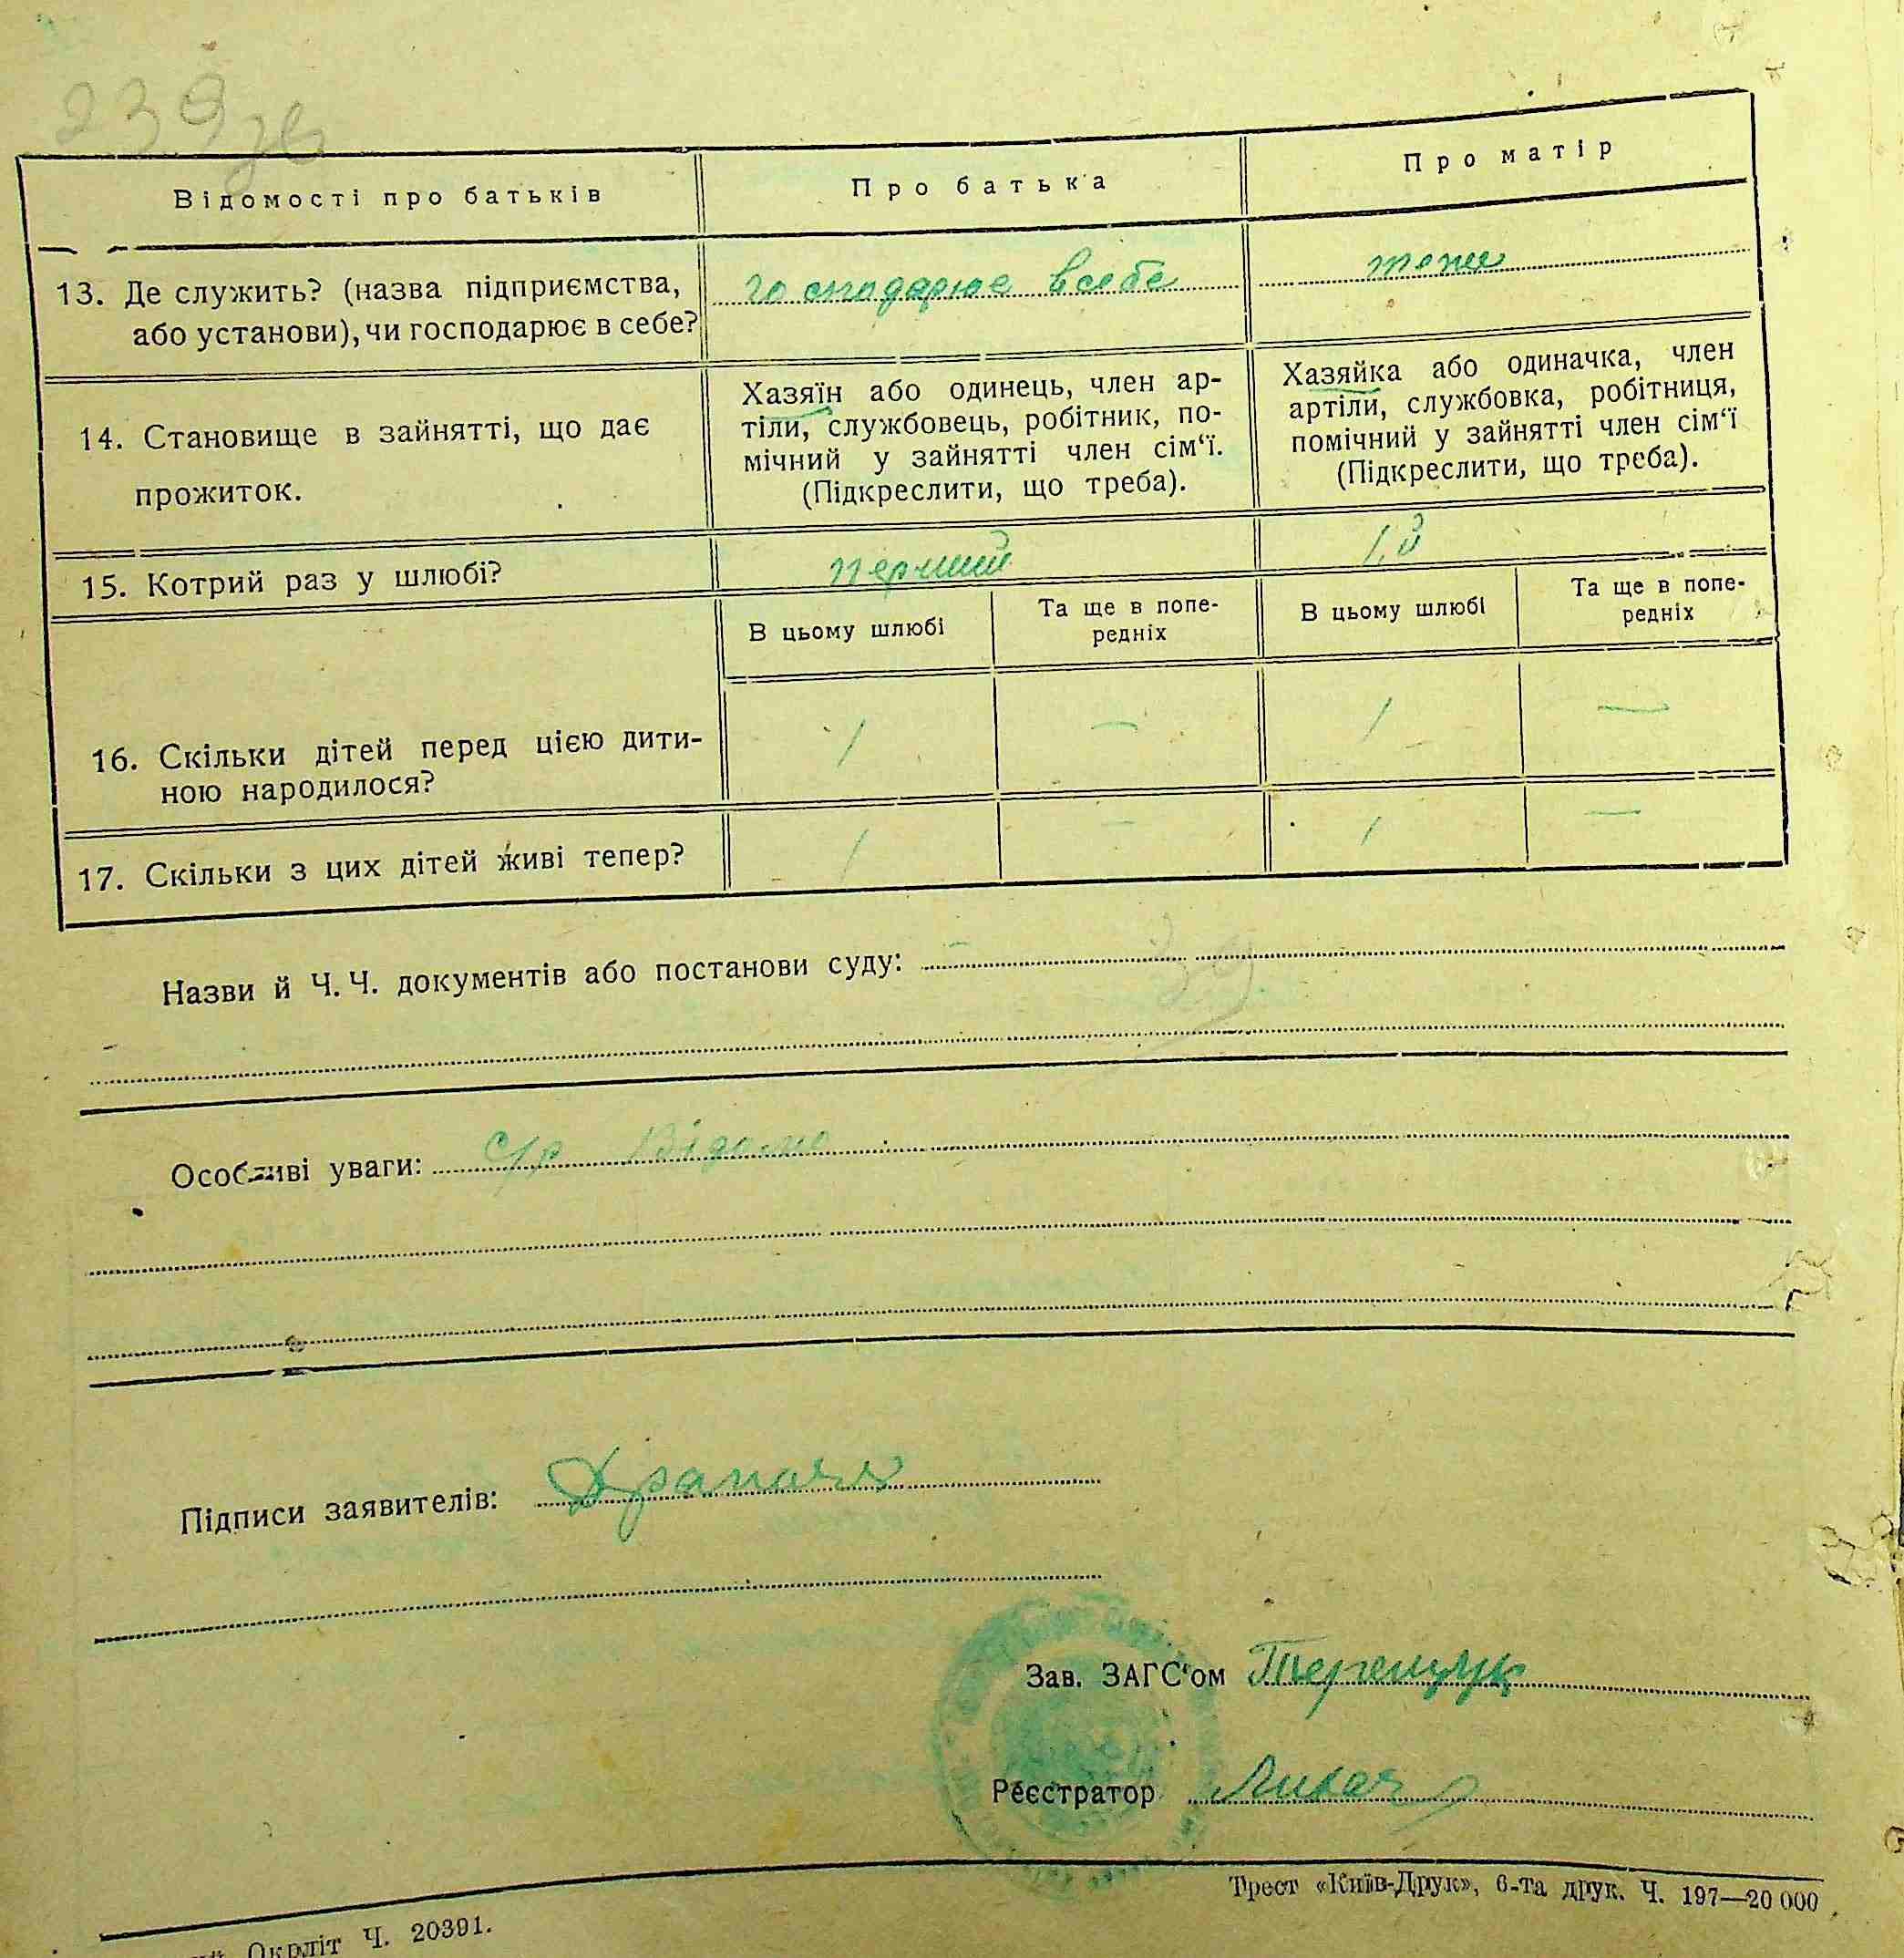 239зв
Відомості про батьків Про батька Про матір
13. Де служить? (назва підприємства, господарює в себе теж
або установи), чи господарює в себе?
Хазяїн або одинець, член ар- Хазяйка або одиначка, член
14. Становище в зайнятті, що дає тіли, службовець, робітник, по- артіли, службовка, робітниця,
мічний у зайнятті член сім‘ї. помічний у зайнятті член сім‘ї
прожиток. (Підкреслити, що треба). (Підкреслити, що треба).
15. Котрий раз у шлюбі? перший 1.й
В цьому шлюбі Та ще в попе- В цьому шлюбі Та ще в попе-
редніх редніх
16. Скільки дітей перед цією дити- 1 — 1 —
ною народилося?
17. Скільки з цих дітей живі тепер? 1 — 1 —
Назви й Ч. Ч. документів або постанови суду: —
39
Особливі уваги: с/р Відомо
Підписи заявителів:
Зав. ЗАГС‘ом Терещук
Реєстратор
Трест «Київ-Друк», 6-та друк. Ч. 197—20 000
Окрліт Ч. 20391.